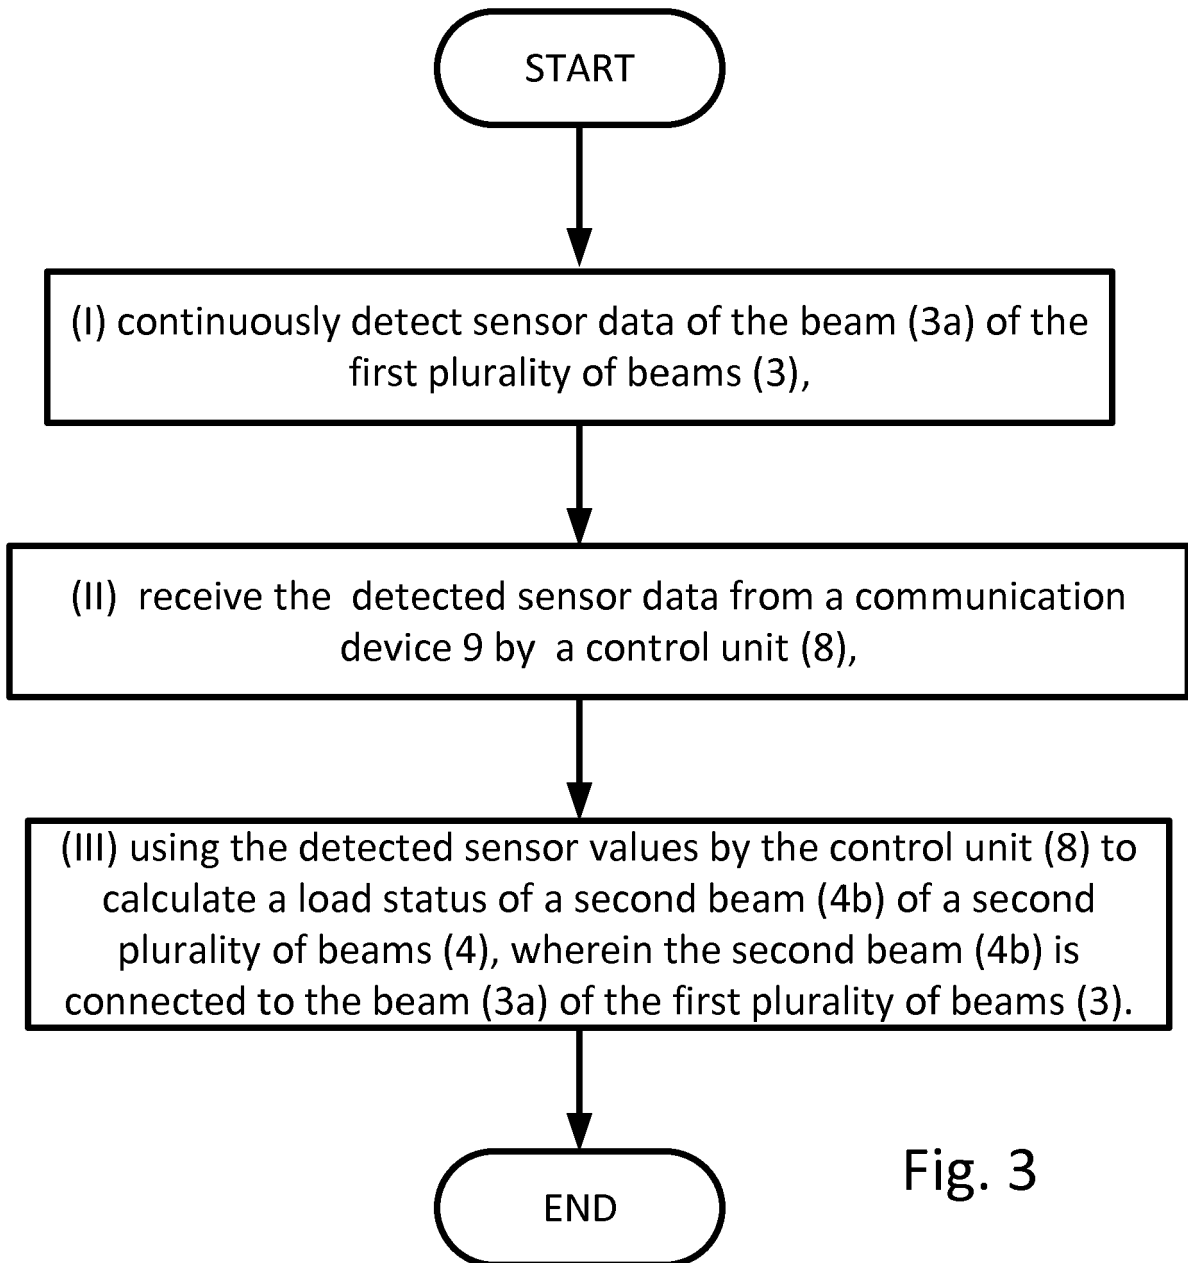 START
(I) continuously detect sensor data of the beam (3a) of the
first plurality of beams (3),
(II)  receive the  detected sensor data from a communication
device 9 by  a control unit (8),
(III) using the detected sensor values by the control unit (8) to
calculate a load status of a second beam (4b) of a second
plurality of beams (4), wherein the second beam (4b) is
connected to the beam (3a) of the first plurality of beams (3).
END
Fig. 3